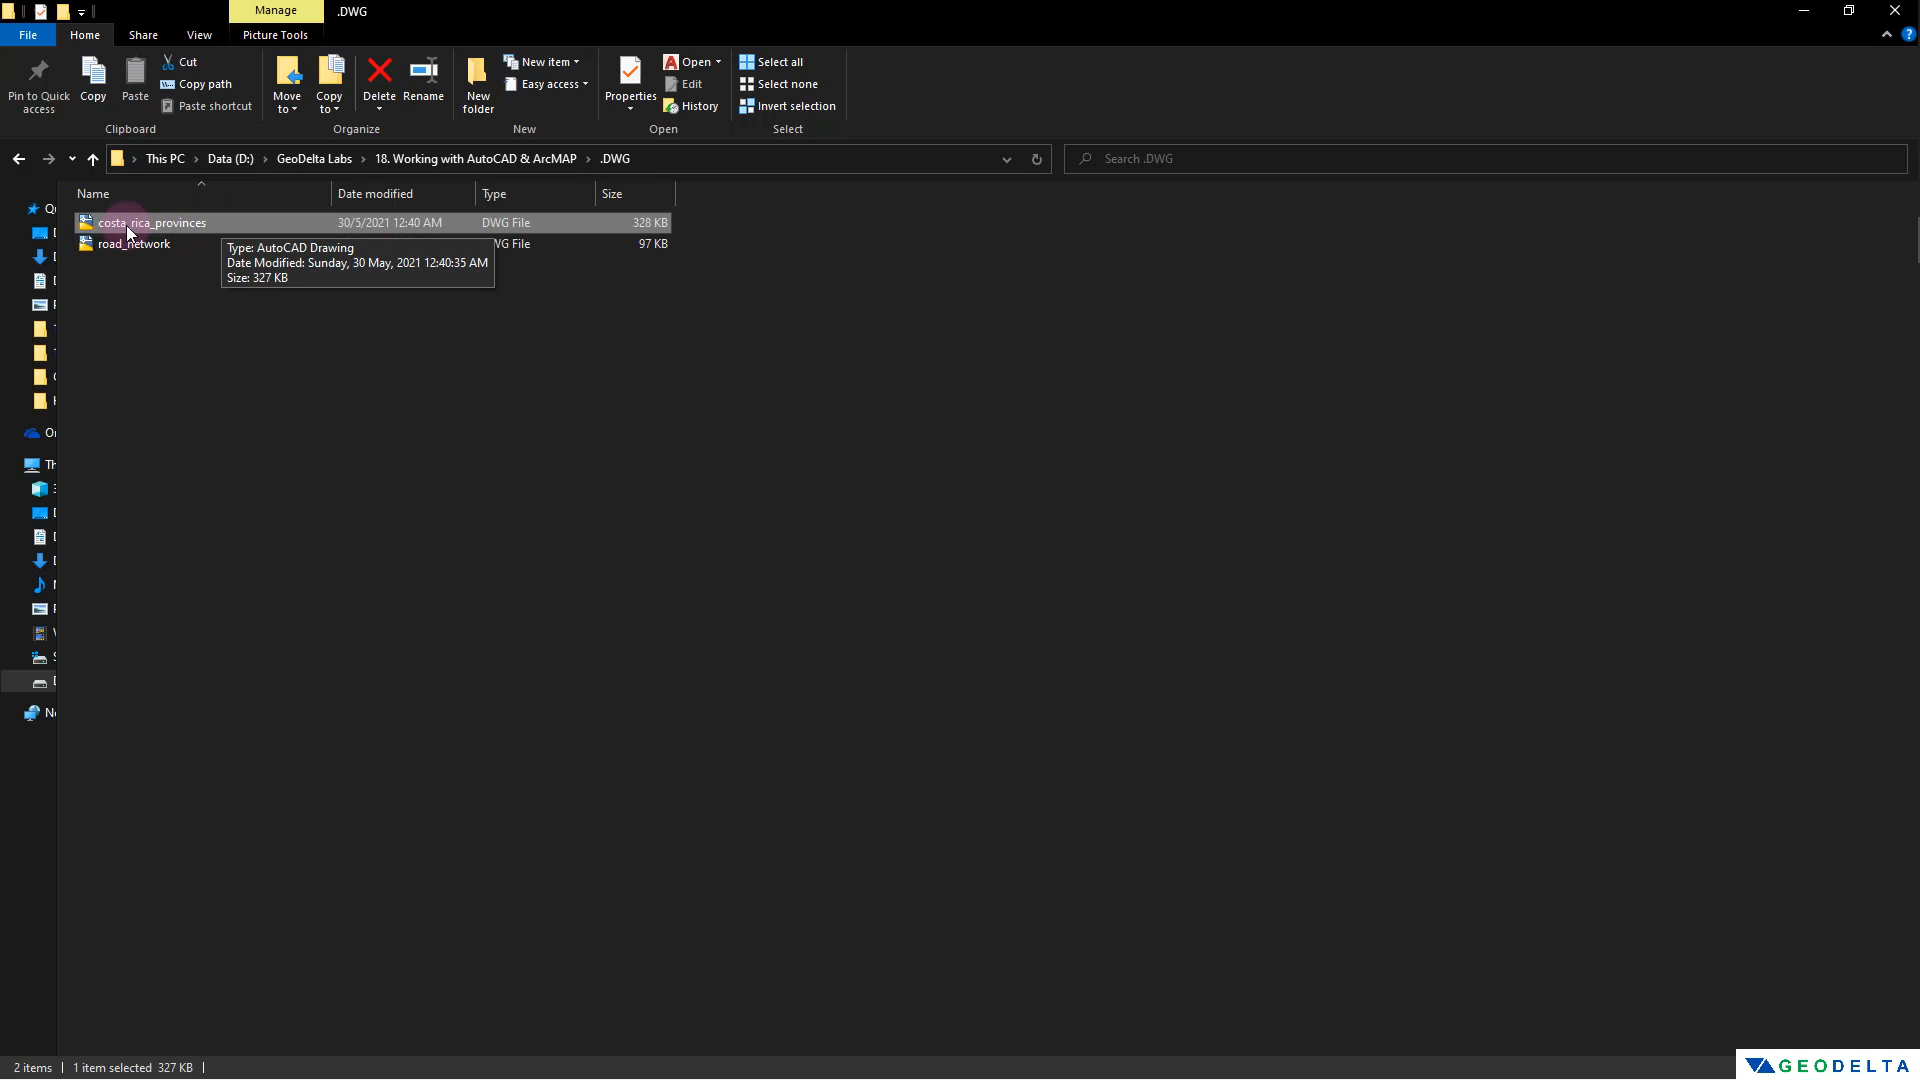 Manage
.DWG
File
Home
Share
View
Picture Tools
Pin to Quick
access
Copy
Paste
Cut
Copy path
Paste shortcut
Clipboard
Move
to
Copy
to
Delete
Rename
Organize
New
folder
New item
Easy access
New
Properties
Open
Edit
History
Open
Select all
Select none
Invert selection
Select
This PC > Data (D:) > GeoDelta Labs > 18. Working with AutoCAD & ArcMAP > .DWG
Search .DWG
Name
Date modified
Type
Size
costa_rica_provinces 30/5/2021 12:40 AM DWG File 328 KB
road_network WG File 97 KB
Type: AutoCAD Drawing
Date Modified: Sunday, 30 May, 2021 12:40:35 AM
Size: 327 KB
2 items
1 item selected 327 KB
GEODELTA